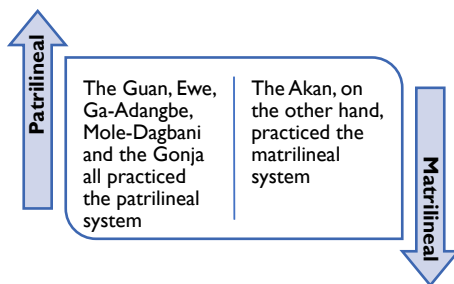 Patrilineal
The Guan, Ewe,
Ga-Adangbe,
Mole-Dagbani
and the Gonja
all practiced
the patrilineal
system
The Akan, on
the other hand,
practiced the
matrilineal
system
Matrilineal